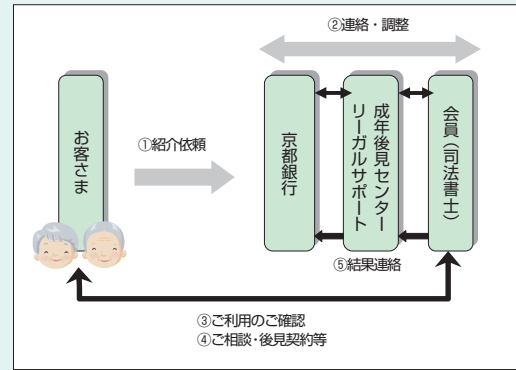 ②連絡・調整
お客さま
①紹介依頼
京都銀行
成年後見センター
リーガルサポート
会員(司法書士)
⑤結果連絡
③ご利用のご確認
④ご相談・後見契約等